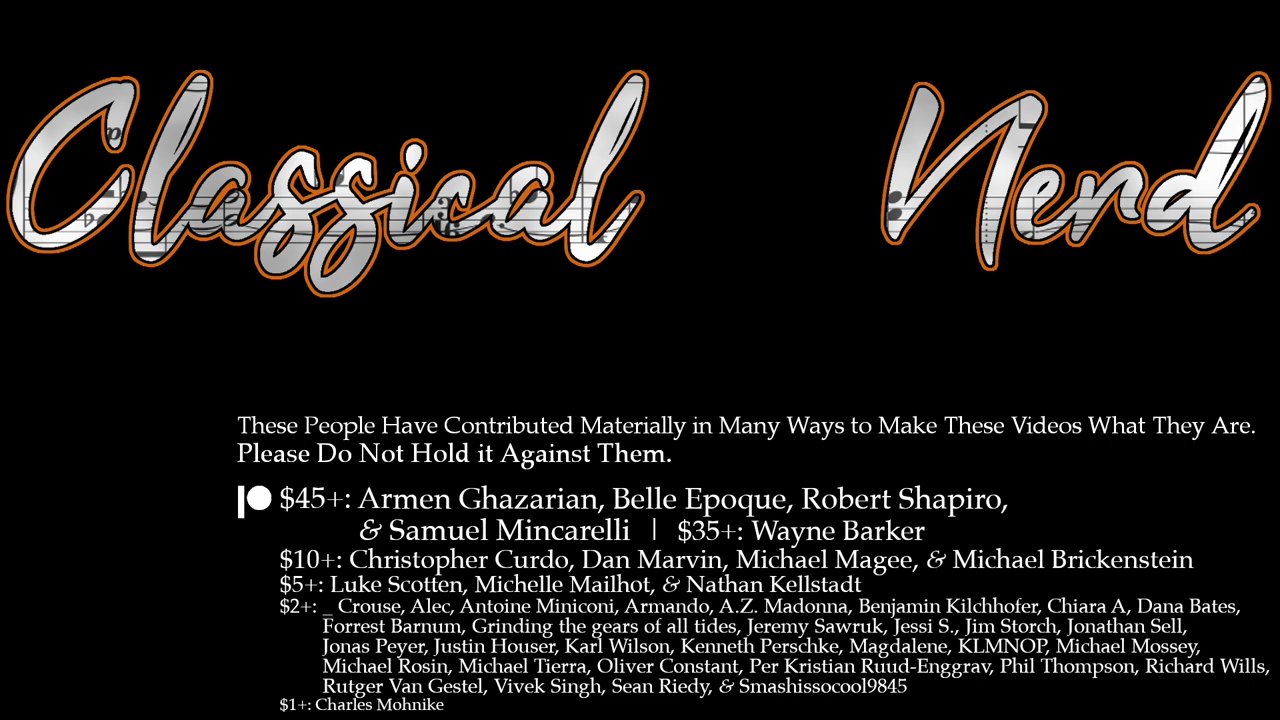 Classical Nerd
These People Have Contributed Materially in Many Ways to Make These Videos What They Are.
Please Do Not Hold it Against Them.
$45+: Armen Ghazarian, Belle Epoque, Robert Shapiro,
& Samuel Mincarelli | $35+: Wayne Barker
$10+: Christopher Curdo, Dan Marvin, Michael Magee, & Michael Brickenstein
$5+: Luke Scotten, Michelle Mailhot, & Nathan Kellstadt
$2+: _ Crouse, Alec, Antoine Miniconi, Armando, A.Z. Madonna, Benjamin Kilchhofer, Chiara A, Dana Bates,
Forrest Barnum, Grinding the gears of all tides, Jeremy Sawruk, Jessi S., Jim Storch, Jonathan Sell,
Jonas Peyer, Justin Houser, Karl Wilson, Kenneth Perschke, Magdalene, KLMNOP, Michael Mossey,
Michael Rosin, Michael Tierra, Oliver Constant, Per Kristian Ruud-Enggrav, Phil Thompson, Richard Wills,
Rutger Van Gestel, Vivek Singh, Sean Riedy, & Smashissocool9845
$1+: Charles Mohnike